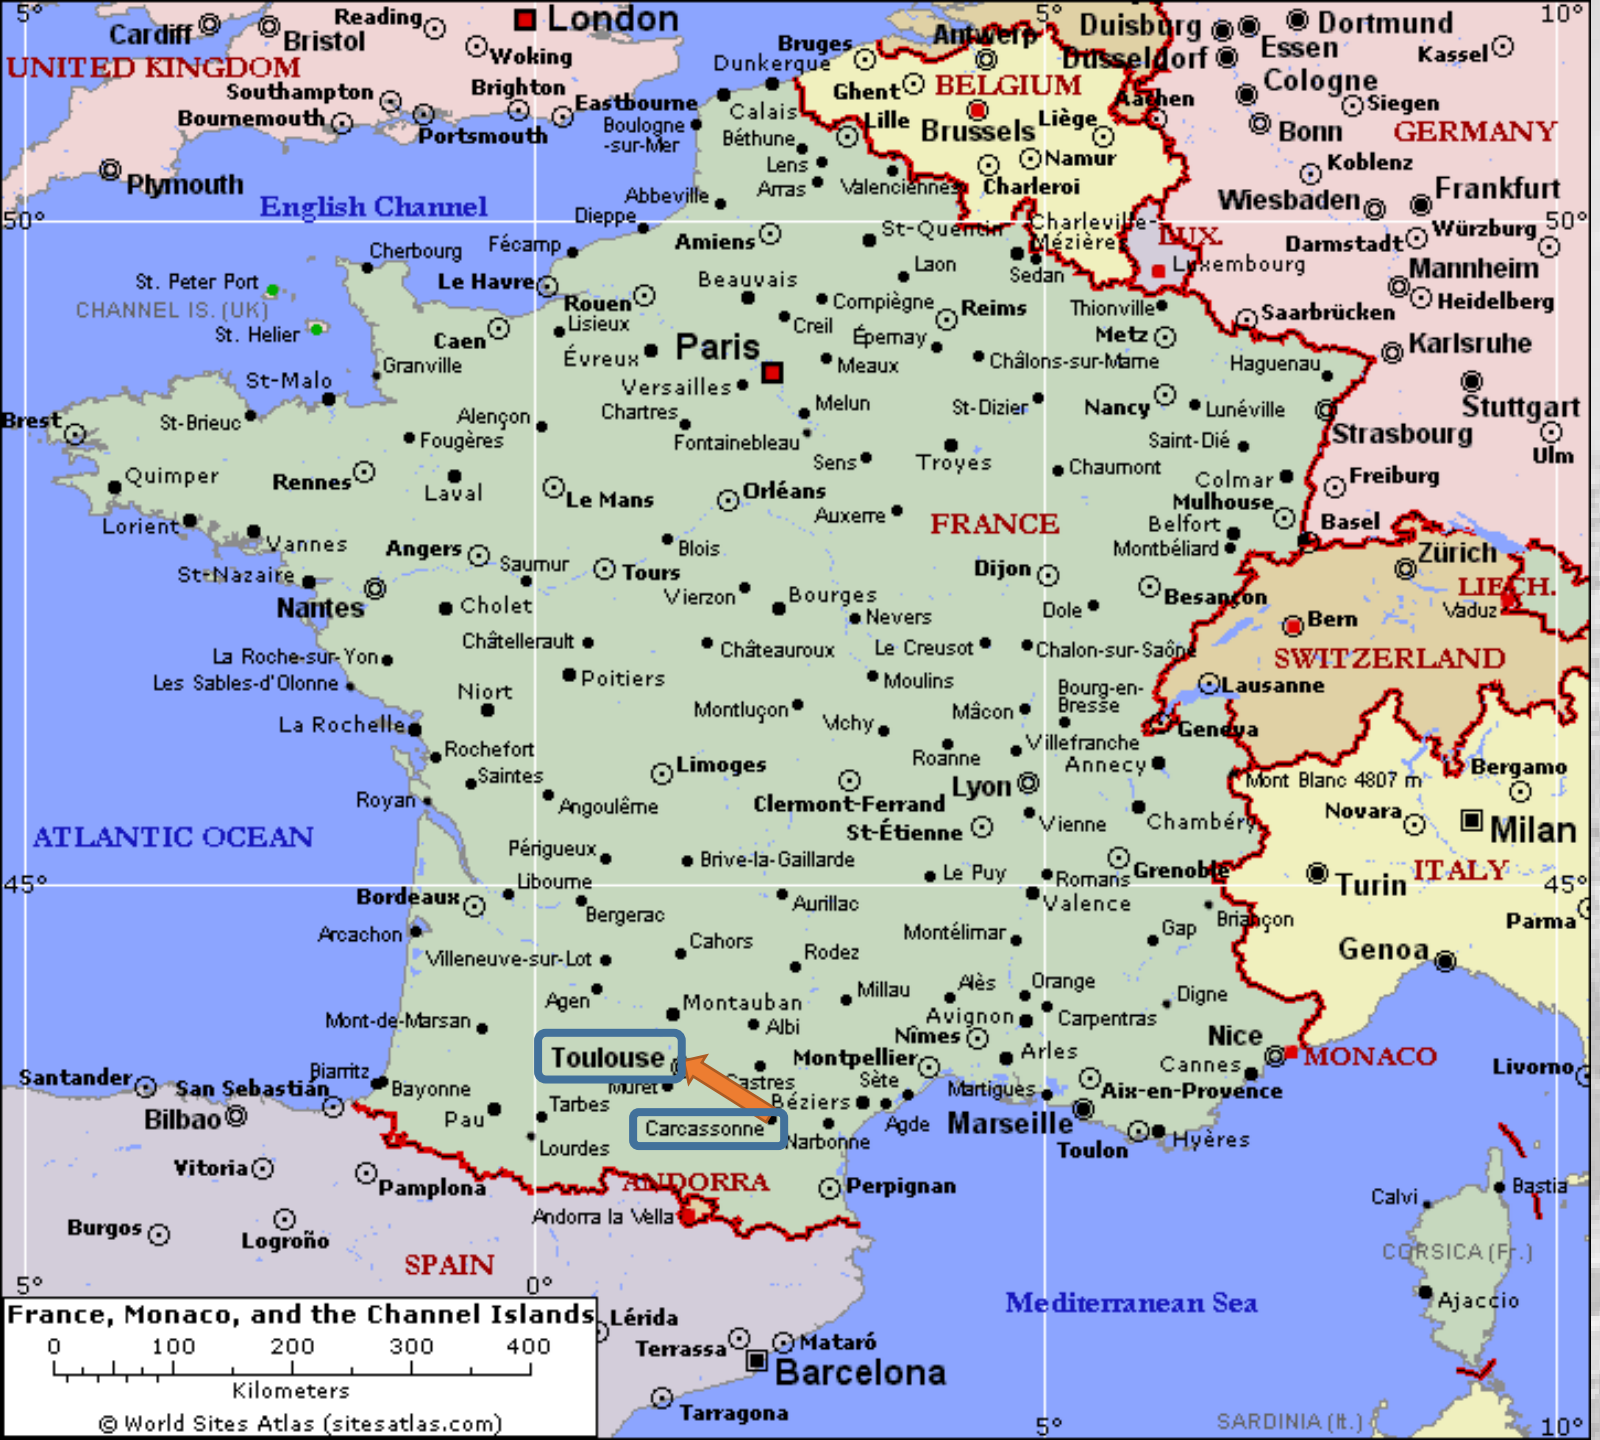 5°
5°
10°
London
Cardiff
Bristol
Reading
Woking
UNITED KINGDOM
Southampton
Brighton
Eastbourne
Bournemouth
Portsmouth
Plymouth
English Channel
Bruges
Antwerp
Duisburg
Dortmund
Essen
Düsseldorf
Kassel
Dunkerque
Ghent
BELGIUM
Cologne
Calais
Aachen
Siegen
Boulogne
-sur-Mer
Béthune
Lille
Brussels
Liège
Bonn
GERMANY
Lens
Namur
Koblenz
Arras
Valenciennes
Charleroi
Wiesbaden
Frankfurt
Abbeville
50°
50°
Dieppe
Amiens
St-Quentin
Charleville-
Mézières
LUX.
Luxembourg
Darmstadt
Würzburg
Cherbourg
Fécamp
Laon
Sedan
Mannheim
St. Peter Port
Le Havre
Beauvais
Heidelberg
CHANNEL IS. (UK)
Rouen
Compiègne
Reims
Thionville
Saarbrücken
St. Helier
Caen
Lisieux
Creil
Épernay
Metz
Karlsruhe
Évreux
Paris
Meaux
Châlons-sur-Marne
Haguenau
Granville
St-Malo
Versailles
Stuttgart
Brest
St-Brieuc
Alençon
Chartres
Melun
St-Dizier
Nancy
Lunéville
Fougères
Fontainebleau
Saint-Dié
Strasbourg
Ulm
Quimper
Rennes
Laval
Sens
Troyes
Chaumont
Colmar
Freiburg
Le Mans
Orléans
Mulhouse
Lorient
Auxerre
FRANCE
Belfort
Basel
Vannes
Angers
Blois
Montbéliard
Zürich
St-Nazaire
Saumur
Tours
Dijon
LIECH.
Nantes
Cholet
Vierzon
Bourges
Dole
Besançon
Vaduz
Nevers
Bern
Châtellerault
Châteauroux
Le Creusot
Chalon-sur-Saône
SWITZERLAND
La Roche-sur-Yon
Les Sables-d'Olonne
Niort
Poitiers
Moulins
Bourg-en-
Bresse
Lausanne
La Rochelle
Montluçon
Vichy
Mâcon
Geneva
Rochefort
Roanne
Villefranche
Annecy
Saintes
Limoges
Mont Blanc 4807 m
Bergamo
Royan
Angoulême
Clermont-Ferrand
Lyon
Novara
ATLANTIC OCEAN
St-Étienne
Vienne
Chambéry
Milan
Périgueux
Brive-la-Gaillarde
Le Puy
Grenoble
ITALY
45°
Libourne
Romans
Turin
45°
Bordeaux
Bergerac
Aurillac
Valence
Briançon
Parma
Arcachon
Cahors
Montélimar
Gap
Genoa
Villeneuve-sur-Lot
Rodez
Agen
Montauban
Millau
Alès
Orange
Digne
Mont-de-Marsan
Albi
Avignon
Carpentras
Nîmes
Nice
Toulouse
Montpellier
Arles
Cannes
MONACO
Livorno
Santander
San Sebastián
Biarritz
Bayonne
Muret
Castres
Sète
Martigues
Aix-en-Provence
Bilbao
Pau
Tarbes
Carcassonne
Béziers
Agde
Marseille
Lourdes
Narbonne
Toulon
Hyères
Vitoria
Pamplona
ANDORRA
Perpignan
Calvi
Bastia
Burgos
Logroño
Andorra la Vella
SPAIN
CORSICA (Fr.)
5°
0°
Ajaccio
France, Monaco, and the Channel Islands
Mediterranean Sea
Lérida
0 100 200 300 400
Terrassa
Mataró
Kilometers
Barcelona
© World Sites Atlas (sitesatlas.com)
Tarragona
5°
SARDINIA (It.)
10°